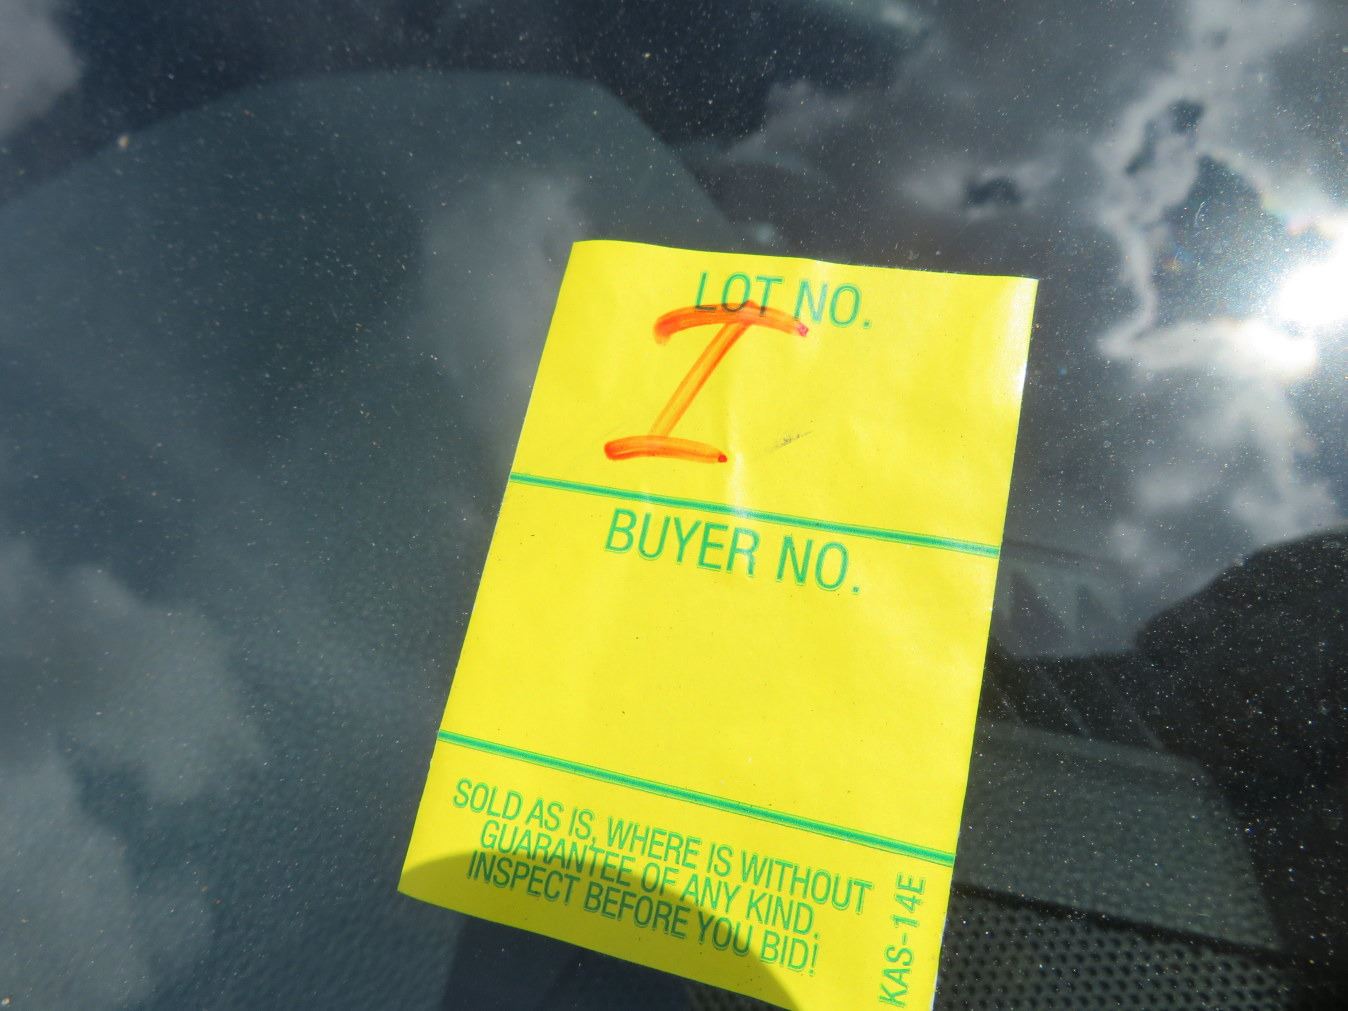 LOT NO.
I
BUYER NO.
SOLD AS IS, WHERE IS WITHOUT
GUARANTEE OF ANY KIND.
INSPECT BEFORE YOU BID!
KAS-14E